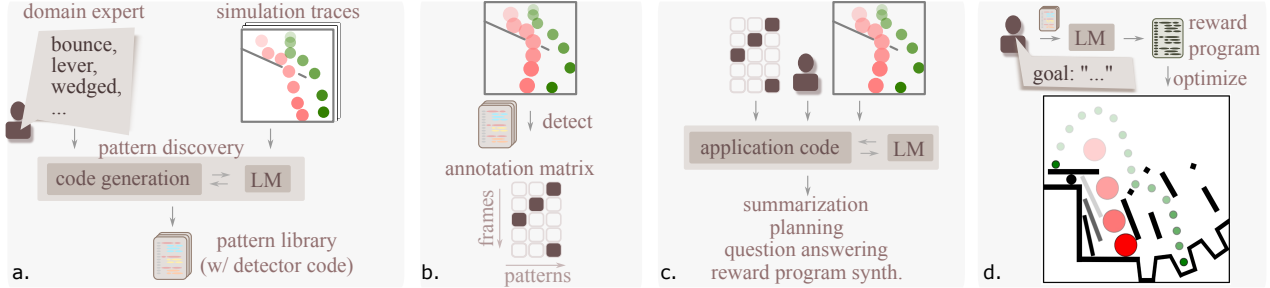 domain expert
simulation traces
bounce,
lever,
wedged,
...
pattern discovery
code generation
LM
pattern library
(w/ detector code)
a.
detect
annotation matrix
frames
patterns
b.
application code
LM
summarization
planning
question answering
reward program synth.
c.
LM
reward
program
goal: "..."
optimize
d.